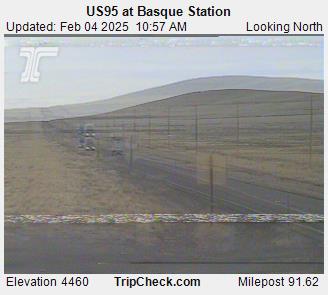 US95 at Basque Station
Updated: Feb 04 2025 10:57 AM Looking North
Elevation 4460 TripCheck.com Milepost 91.62